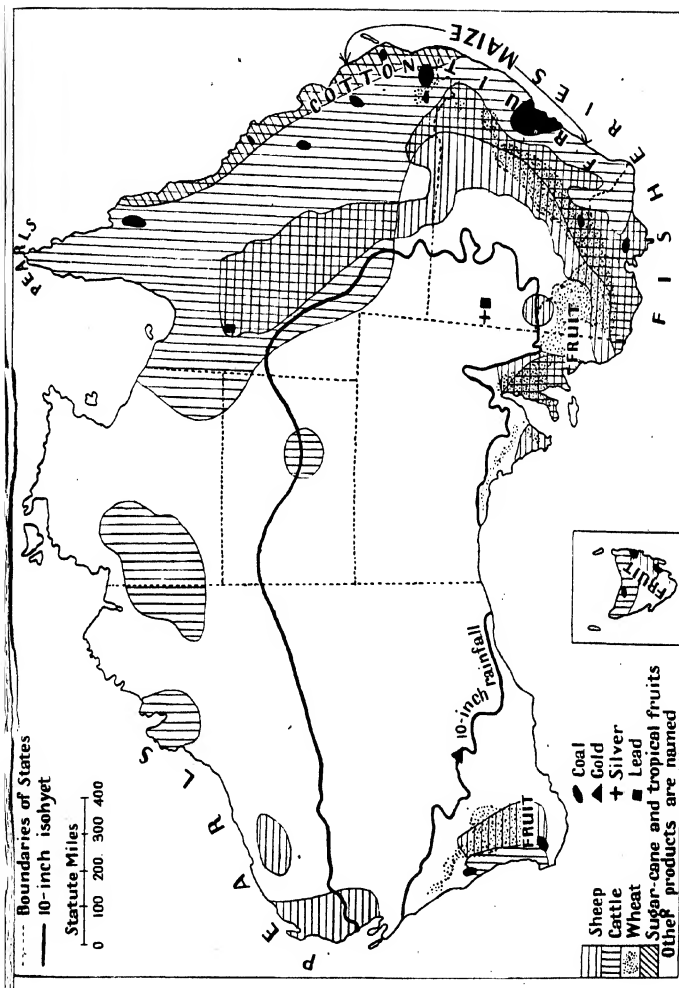 Boundaries of States
10-inch isohyet
Statute Miles
0 100 200 300 400
PEARLS
PEARLS
COTTON
MAIZE
FRUIT
FISHERIES
FRUIT
FRUIT
FRUIT
10-inch rainfall
Sheep
Cattle
Wheat
Sugar-cane and tropical fruits
Other products are named
Coal
Gold
Silver
Lead